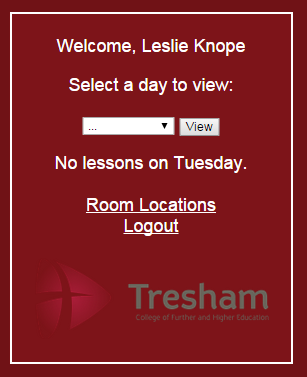 Welcome, Leslie Knope
Select a day to view:
... View
No lessons on Tuesday.
Room Locations
Logout
Tresham
College of Further and Higher Education